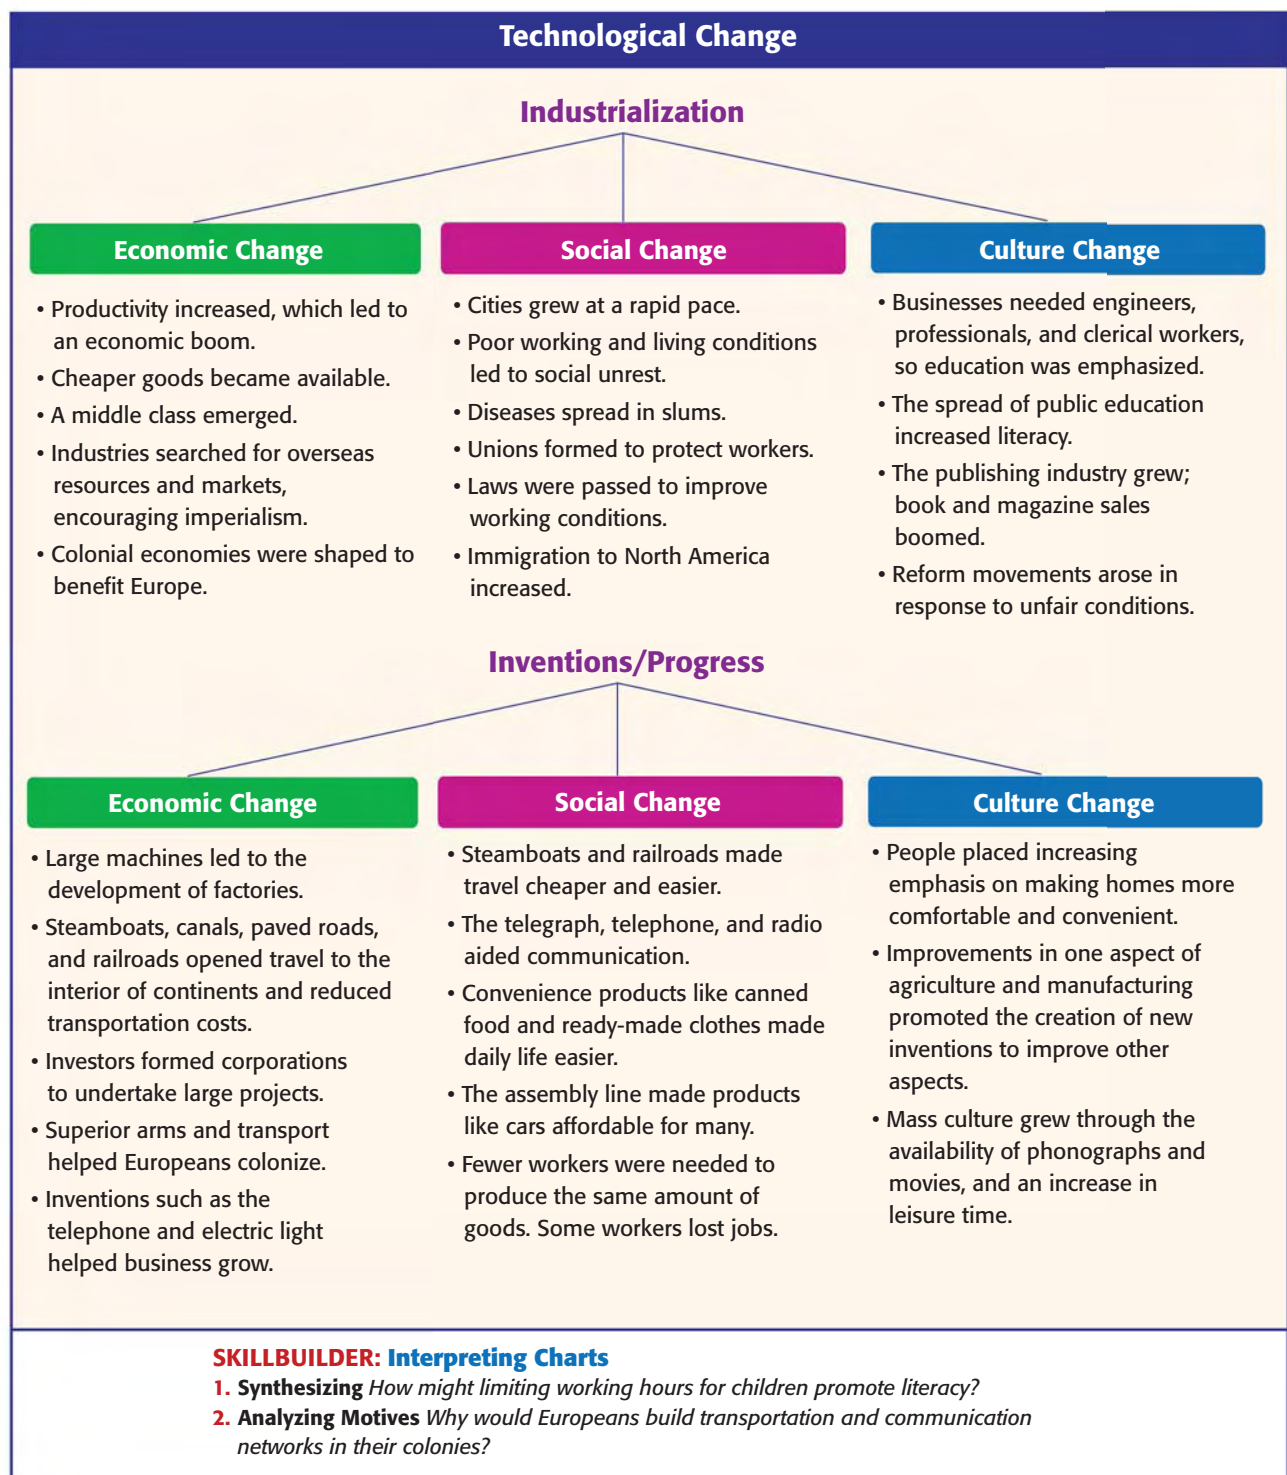 Technological Change
Industrialization
Economic Change
• Productivity increased, which led to
an economic boom.
• Cheaper goods became available.
• A middle class emerged.
• Industries searched for overseas
resources and markets,
encouraging imperialism.
• Colonial economies were shaped to
benefit Europe.
Social Change
• Cities grew at a rapid pace.
• Poor working and living conditions
led to social unrest.
• Diseases spread in slums.
• Unions formed to protect workers.
• Laws were passed to improve
working conditions.
• Immigration to North America
increased.
Culture Change
• Businesses needed engineers,
professionals, and clerical workers,
so education was emphasized.
• The spread of public education
increased literacy.
• The publishing industry grew;
book and magazine sales
boomed.
• Reform movements arose in
response to unfair conditions.
Inventions/Progress
Economic Change
• Large machines led to the
development of factories.
• Steamboats, canals, paved roads,
and railroads opened travel to the
interior of continents and reduced
transportation costs.
• Investors formed corporations
to undertake large projects.
• Superior arms and transport
helped Europeans colonize.
• Inventions such as the
telephone and electric light
helped business grow.
Social Change
• Steamboats and railroads made
travel cheaper and easier.
• The telegraph, telephone, and radio
aided communication.
• Convenience products like canned
food and ready-made clothes made
daily life easier.
• The assembly line made products
like cars affordable for many.
• Fewer workers were needed to
produce the same amount of
goods. Some workers lost jobs.
Culture Change
• People placed increasing
emphasis on making homes more
comfortable and convenient.
• Improvements in one aspect of
agriculture and manufacturing
promoted the creation of new
inventions to improve other
aspects.
• Mass culture grew through the
availability of phonographs and
movies, and an increase in
leisure time.
SKILLBUILDER: Interpreting Charts
1. Synthesizing How might limiting working hours for children promote literacy?
2. Analyzing Motives Why would Europeans build transportation and communication
networks in their colonies?